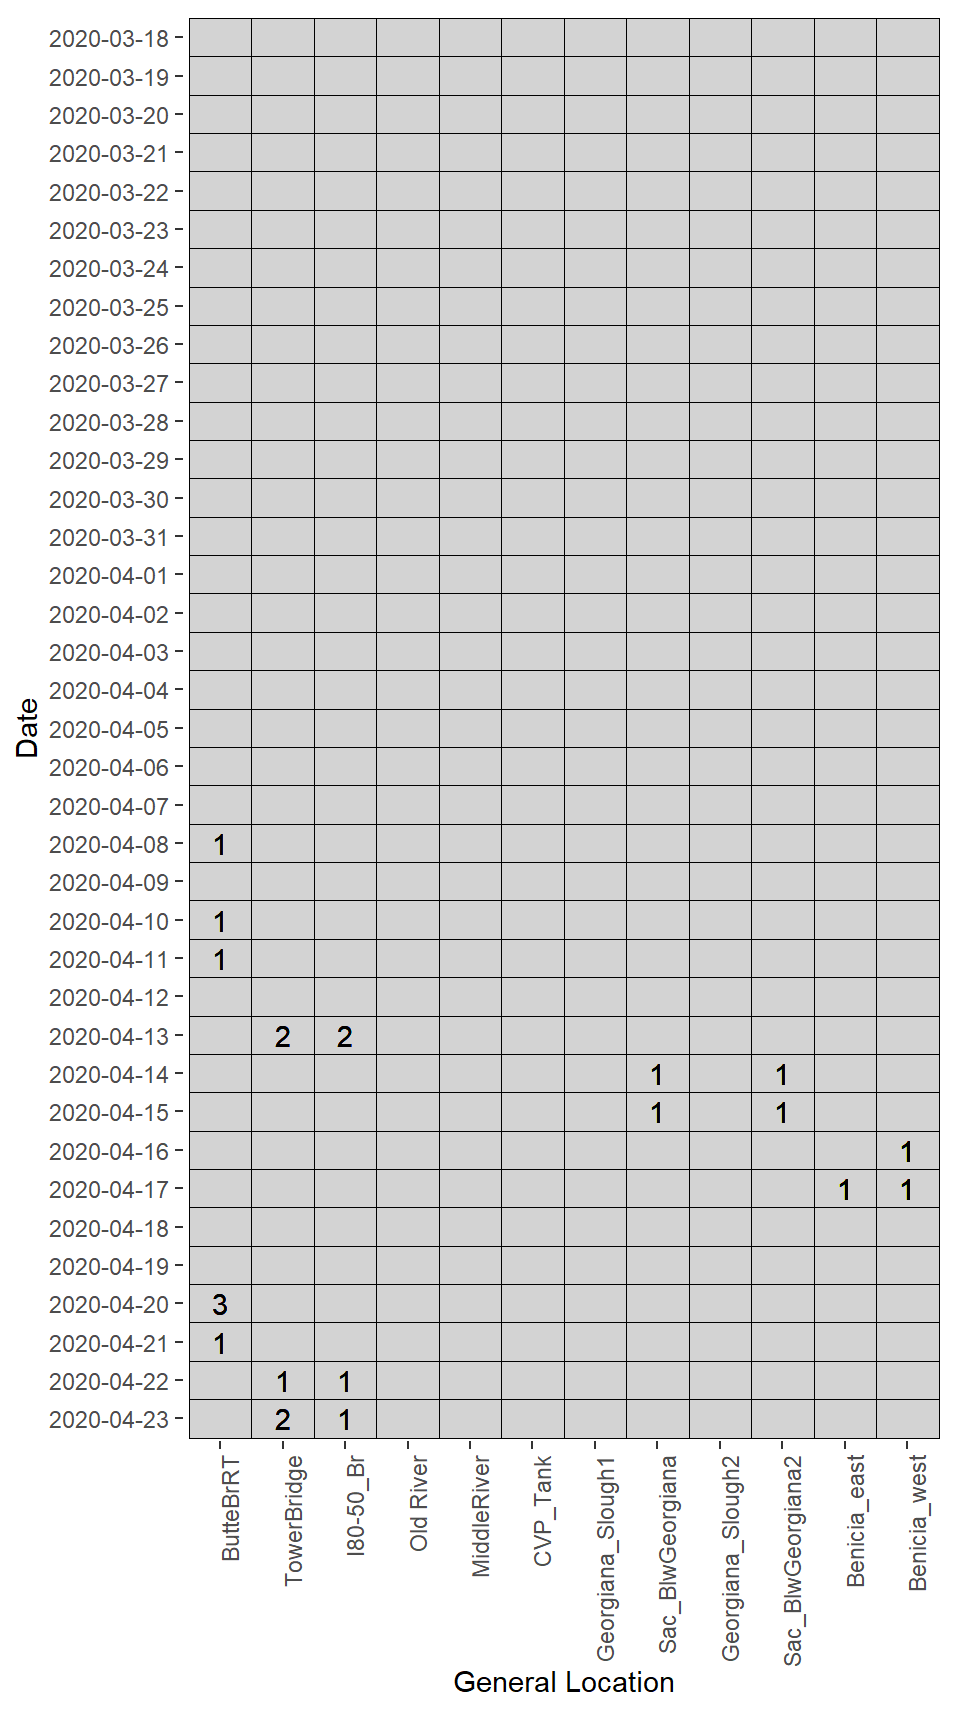 2020-03-18
2020-03-19
2020-03-20
2020-03-21
2020-03-22
2020-03-23
2020-03-24
2020-03-25
2020-03-26
2020-03-27
2020-03-28
2020-03-29
2020-03-30
2020-03-31
2020-04-01
2020-04-02
2020-04-03
2020-04-04
2020-04-05
2020-04-06
2020-04-07
2020-04-08 1
2020-04-09
2020-04-10 1
2020-04-11 1
2020-04-12
2020-04-13 2 2
2020-04-14 1 1
2020-04-15 1 1
2020-04-16 1
2020-04-17 1 1
2020-04-18
2020-04-19
2020-04-20 3
2020-04-21 1
2020-04-22 1 1
2020-04-23 2 1
Date
ButteBrRT
TowerBridge
I80-50_Br
Old River
MiddleRiver
CVP_Tank
Georgiana_Slough1
Sac_BlwGeorgiana
Georgiana_Slough2
Sac_BlwGeorgiana2
Benicia_east
Benicia_west
General Location